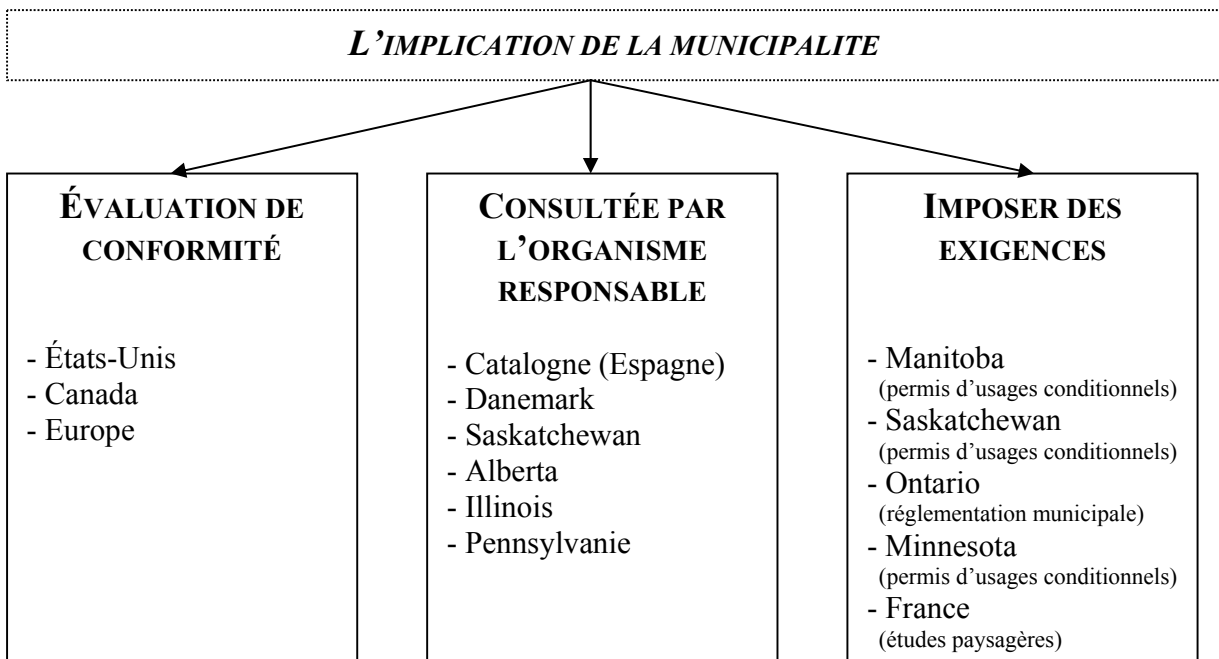 L'IMPLICATION DE LA MUNICIPALITE
ÉVALUATION DE
CONFORMITÉ
- États-Unis
- Canada
- Europe
CONSULTÉE PAR
L'ORGANISME
RESPONSABLE
- Catalogne (Espagne)
- Danemark
- Saskatchewan
- Alberta
- Illinois
- Pennsylvanie
IMPOSER DES
EXIGENCES
- Manitoba
(permis d'usages conditionnels)
- Saskatchewan
(permis d'usages conditionnels)
- Ontario
(réglementation municipale)
- Minnesota
(permis d'usages conditionnels)
- France
(études paysagères)